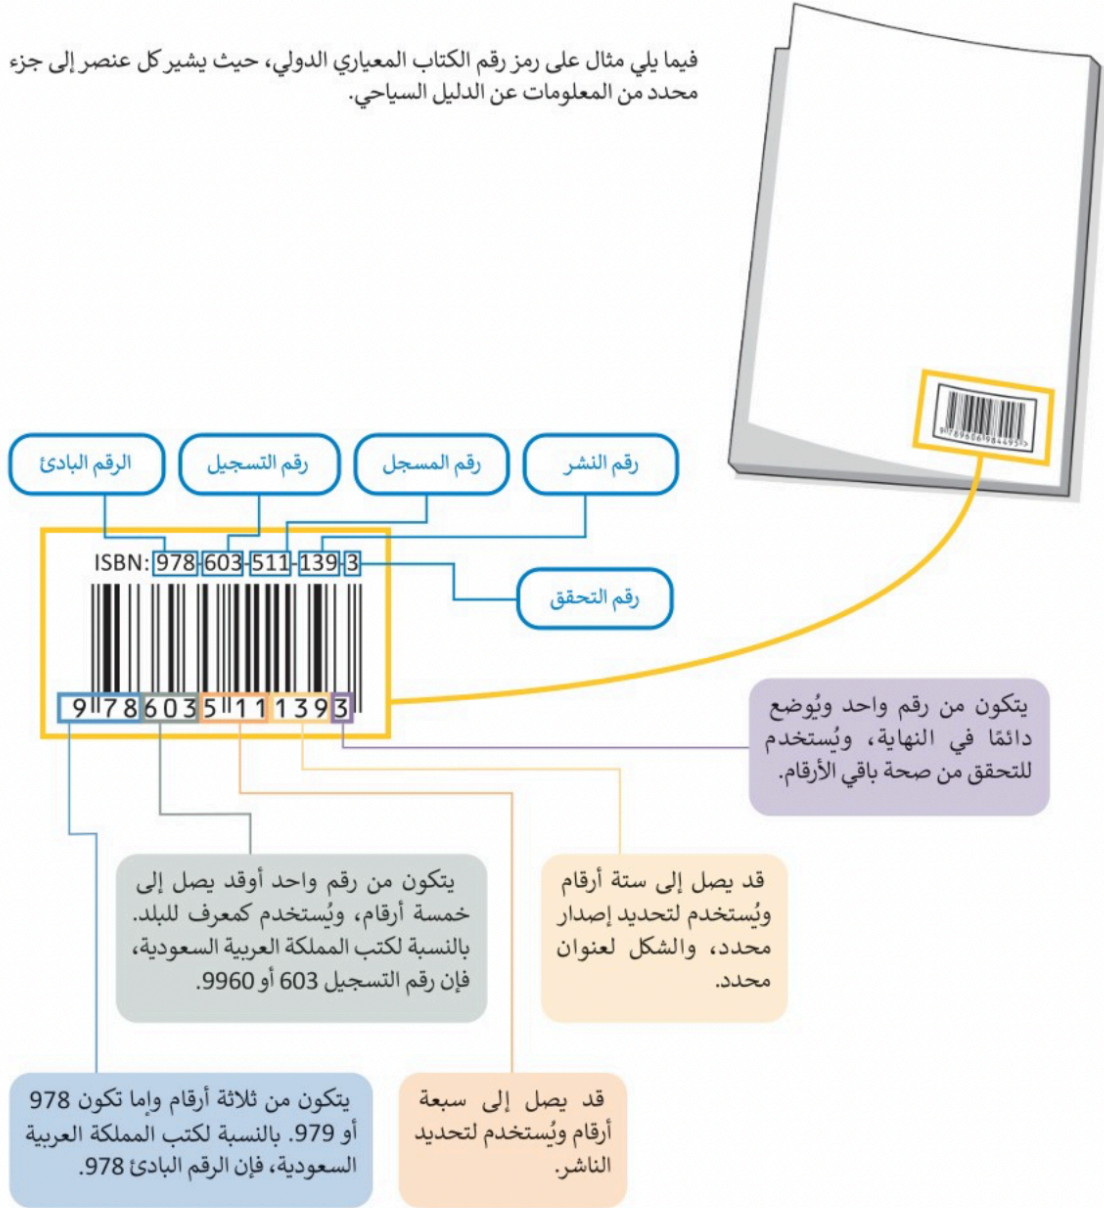 فيما يلي مثال على رمز رقم الكتاب المعياري الدولي، حيث يشير كل عنصر إلى جزء
محدد من المعلومات عن الدليل السياحي.
9789606984495>
رقم النشر
رقم المسجل
رقم التسجيل
الرقم البادئ
ISBN: 978-603-511-139-3
رقم التحقق
9 78603511393
يتكون من رقم واحد ويُوضع
دائمًا في النهاية، ويُستخدم
للتحقق من صحة باقي الأرقام.
قد يصل إلى ستة أرقام
ويُستخدم لتحديد إصدار
محدد، والشكل لعنوان
محدد.
يتكون من رقم واحد أوقد يصل إلى
خمسة أرقام، ويُستخدم كمعرف للبلد.
بالنسبة لكتب المملكة العربية السعودية،
فإن رقم التسجيل 603 أو 9960.
قد يصل إلى سبعة
أرقام ويُستخدم لتحديد
الناشر.
يتكون من ثلاثة أرقام وإما تكون 978
أو 979. بالنسبة لكتب المملكة العربية
السعودية، فإن الرقم البادئ 978.